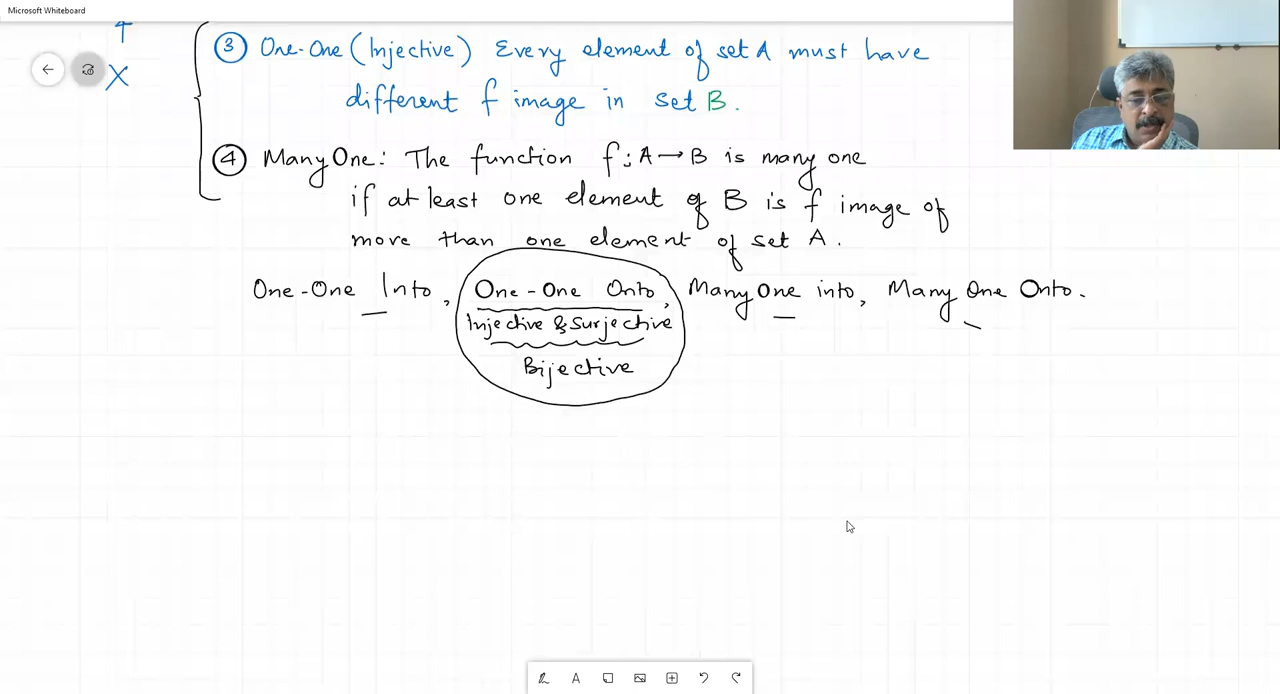 Microsoft Whiteboard
③ One-One (Injective) Every element of set A must have
different f image in set B.
X
④ Many One: The function f: A → B is many one
if at least one element of B is f image of
more than one element of set A.
One-One Into, One-One Onto, Many One into, Many One Onto.
Injective & Surjective
Bijective
A